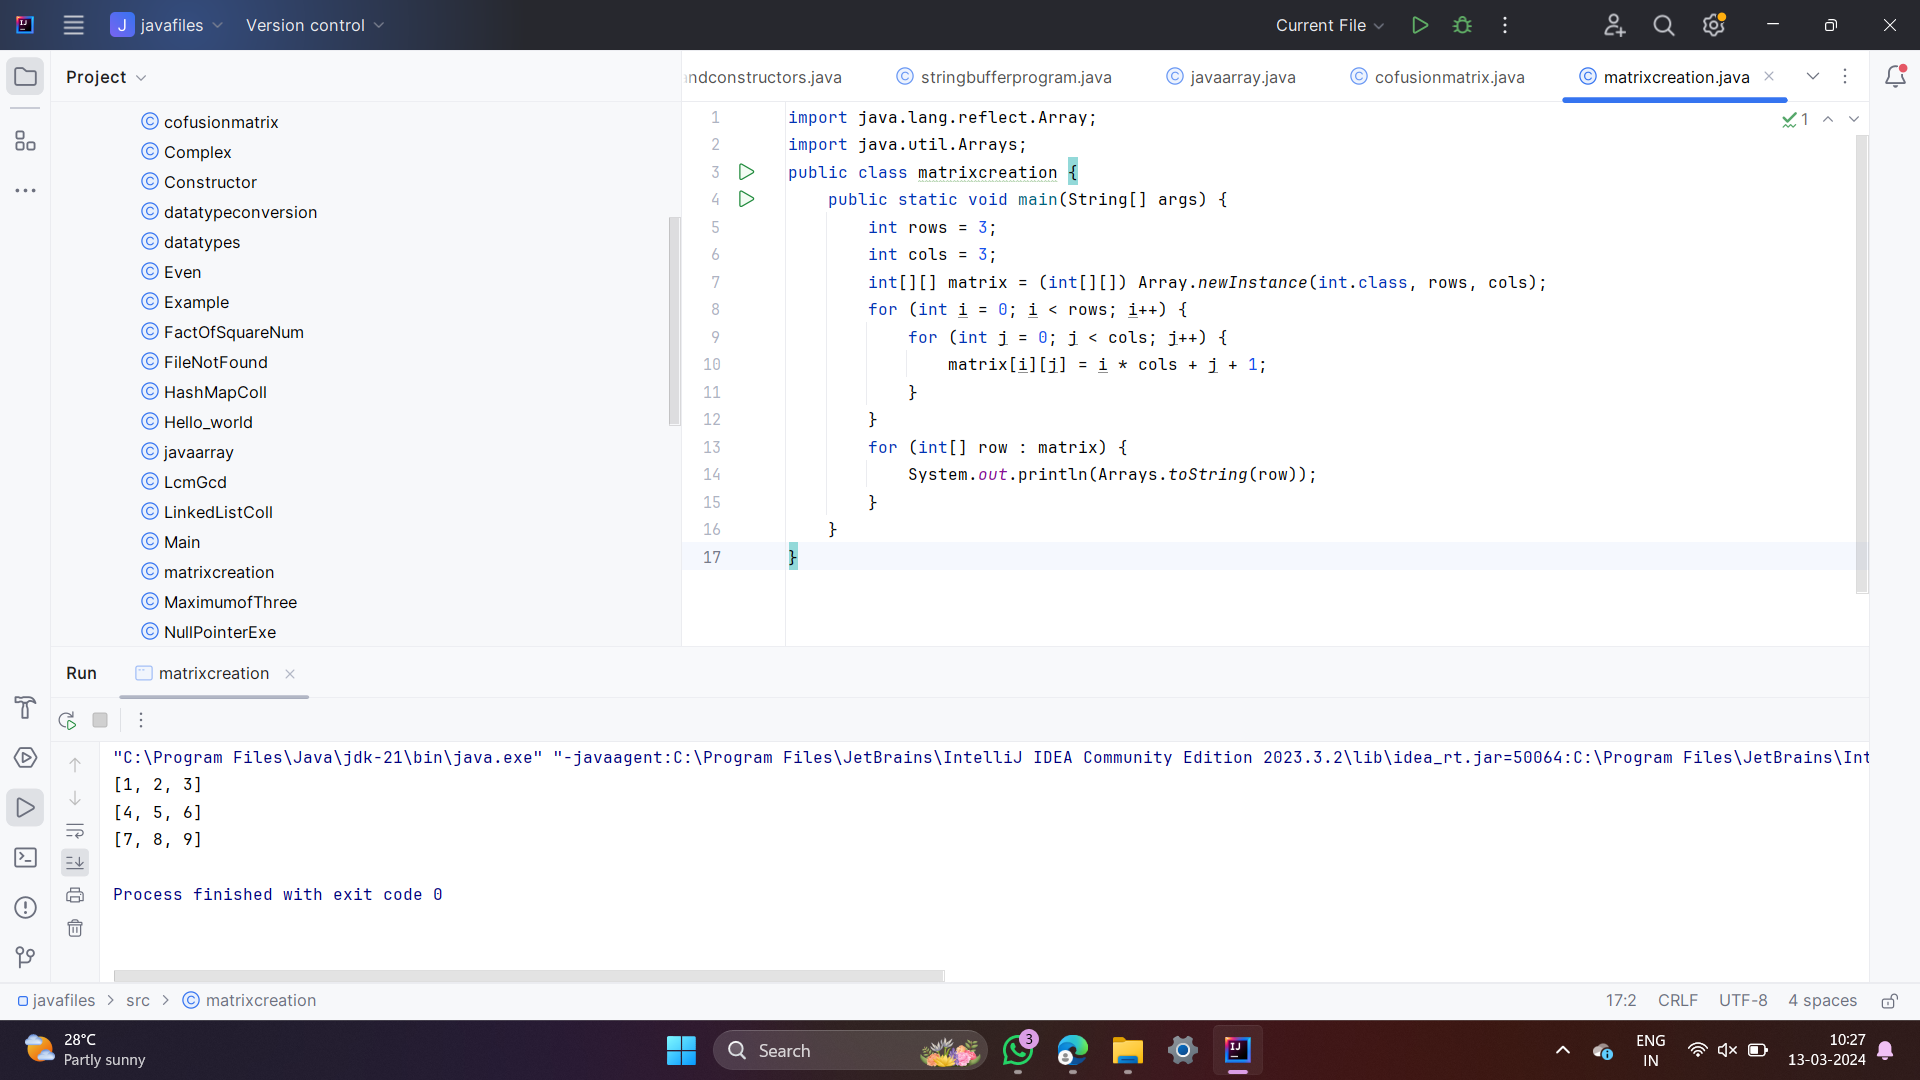 J javafiles Version control Current File
Project
ndconstructors.java stringbufferprogram.java javaarray.java cofusionmatrix.java matrixcreation.java
cofusionmatrix
Complex
Constructor
datatypeconversion
datatypes
Even
Example
FactOfSquareNum
FileNotFound
HashMapColl
Hello_world
javaarray
LcmGcd
LinkedListColl
Main
matrixcreation
MaximumofThree
NullPointerExe
1 import java.lang.reflect.Array;
2 import java.util.Arrays;
3 public class matrixcreation {
4 public static void main(String[] args) {
5 int rows = 3;
6 int cols = 3;
7 int[][] matrix = (int[][]) Array.newInstance(int.class, rows, cols);
8 for (int i = 0; i < rows; i++) {
9 for (int j = 0; j < cols; j++) {
10 matrix[i][j] = i * cols + j + 1;
11 }
12 }
13 for (int[] row : matrix) {
14 System.out.println(Arrays.toString(row));
15 }
16 }
17 }
1
Run matrixcreation
"C:\Program Files\Java\jdk-21\bin\java.exe" "-javaagent:C:\Program Files\JetBrains\IntelliJ IDEA Community Edition 2023.3.2\lib\idea_rt.jar=50064:C:\Program Files\JetBrains\Int
[1, 2, 3]
[4, 5, 6]
[7, 8, 9]
Process finished with exit code 0
javafiles > src > matrixcreation 17:2 CRLF UTF-8 4 spaces
28°C
Partly sunny
Search
3
ENG
IN
10:27
13-03-2024